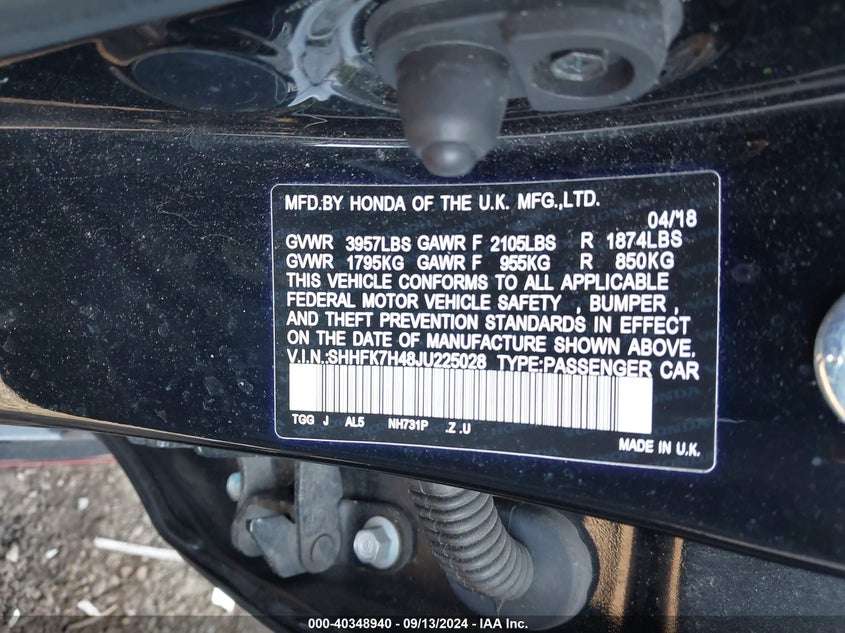 MFD.BY HONDA OF THE U.K. MFG.,LTD.
04/18
GVWR 3957LBS GAWR F 2105LBS R 1874LBS
GVWR 1795KG GAWR F 955KG R 850KG
THIS VEHICLE CONFORMS TO ALL APPLICABLE
FEDERAL MOTOR VEHICLE SAFETY , BUMPER ,
AND THEFT PREVENTION STANDARDS IN EFFECT
ON THE DATE OF MANUFACTURE SHOWN ABOVE.
V.I.N.:SHHFK7H48JU225028 TYPE:PASSENGER CAR
TGG J AL5 NH731P .Z .U
MADE IN U.K.
000-40348940 - 09/13/2024 - IAA Inc.